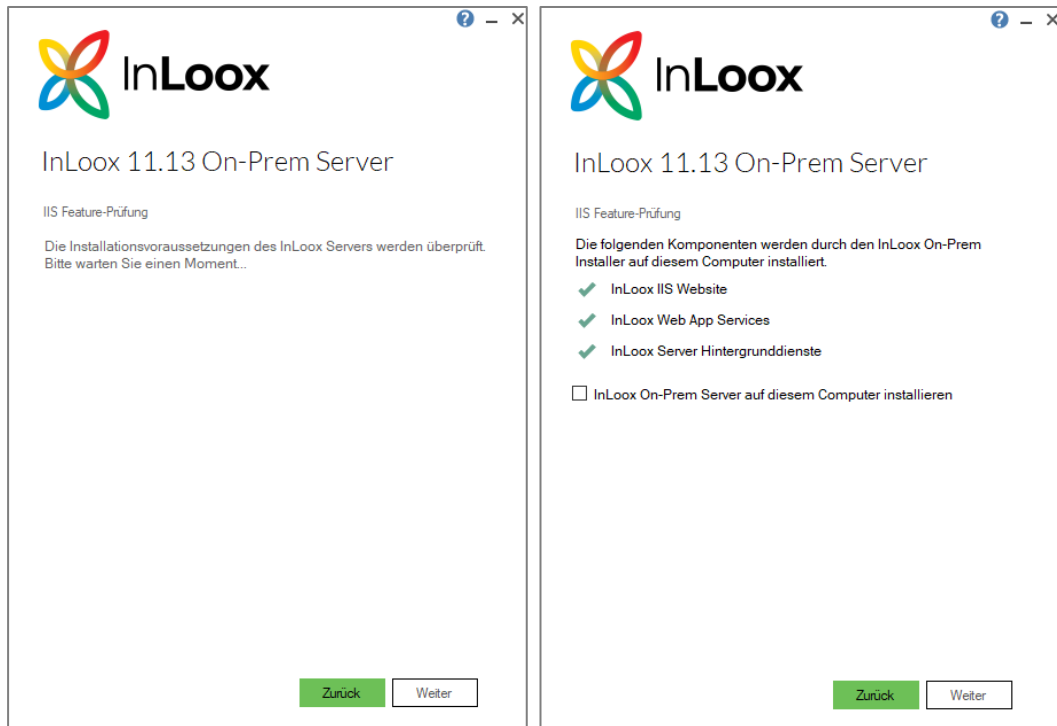 ?
InLoox
InLoox 11.13 On-Prem Server
IIS Feature-Prüfung
Die Installationsvoraussetzungen des InLoox Servers werden überprüft.
Bitte warten Sie einen Moment...
Zurück
Weiter
?
InLoox
InLoox 11.13 On-Prem Server
IIS Feature-Prüfung
Die folgenden Komponenten werden durch den InLoox On-Prem
Installer auf diesem Computer installiert.
InLoox IIS Website
InLoox Web App Services
InLoox Server Hintergrunddienste
InLoox On-Prem Server auf diesem Computer installieren
Zurück
Weiter